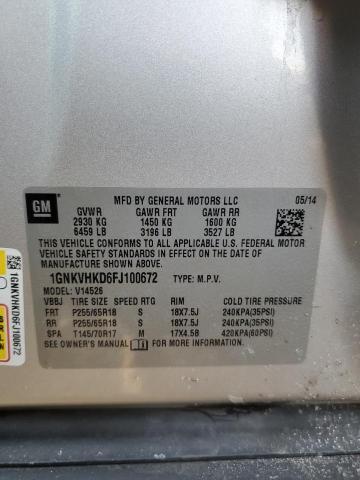 GM
MFD BY GENERAL MOTORS LLC 05/14
GVWR GAWR FRT GAWR RR
2930 KG 1450 KG 1600 KG
6459 LB 3196 LB 3527 LB
THIS VEHICLE CONFORMS TO ALL APPLICABLE U.S. FEDERAL MOTOR
VEHICLE SAFETY, BUMPER, AND THEFT PREVENTION STANDARDS
IN EFFECT ON THE DATE OF
MANUFACTURE SHOWN ABOVE.
1GNKVHKD6FJ100672 TYPE: M.P.V.
MODEL: V14526
VBBJ TIRE SIZE SPEED RTG RIM COLD TIRE PRESSURE
FRT P255/65R18 S 18X7.5J 240KPA(35PSI)
RR P255/65R18 S 18X7.5J 240KPA(35PSI)
SPA T145/70R17 M 17X4.5B 420KPA(60PSI)
SEE OWNER'S MANUAL FOR MORE INFORMATION.
1GNKVHKD6FJ100672